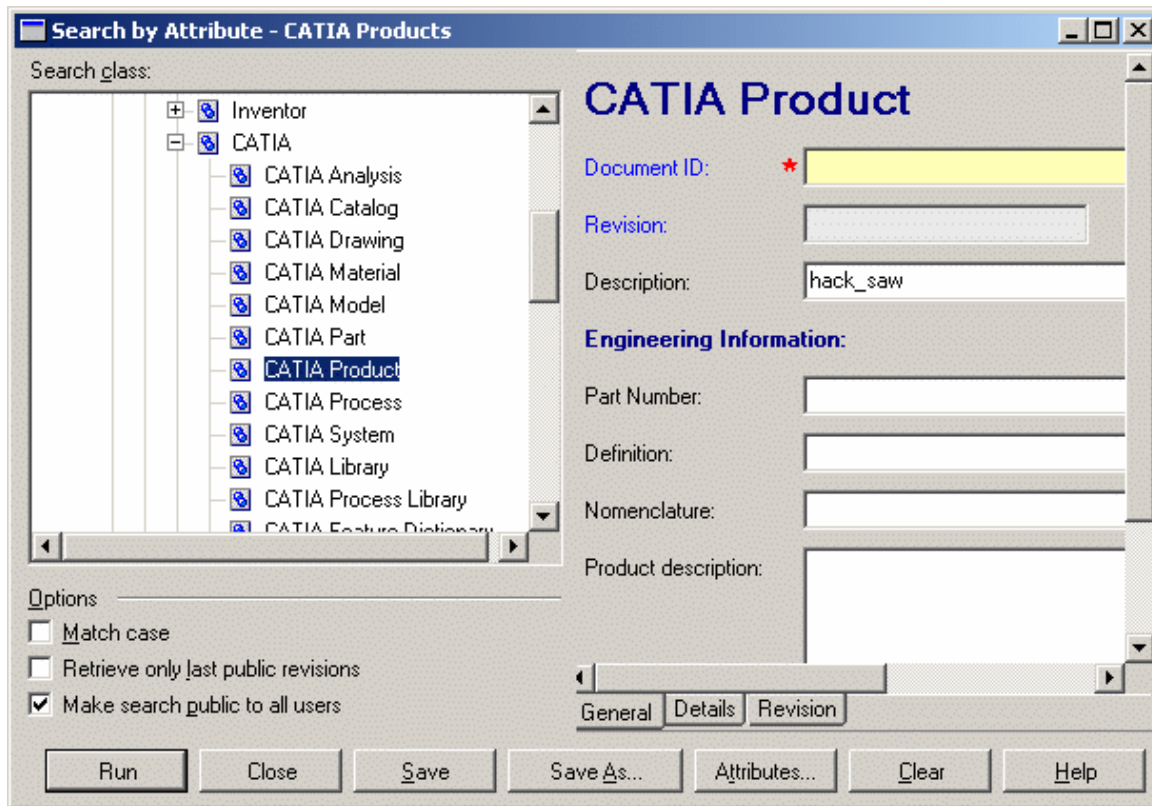 Search by Attribute - CATIA Products
Search class:
Inventor
CATIA
CATIA Analysis
CATIA Catalog
CATIA Drawing
CATIA Material
CATIA Model
CATIA Part
CATIA Product
CATIA Process
CATIA System
CATIA Library
CATIA Process Library
CATIA Feature Dictionary
Options
Match case
Retrieve only last public revisions
Make search public to all users
CATIA Product
Document ID: *
Revision:
Description: hack_saw
Engineering Information:
Part Number:
Definition:
Nomenclature:
Product description:
General Details Revision
Run Close Save Save As... Attributes... Clear Help